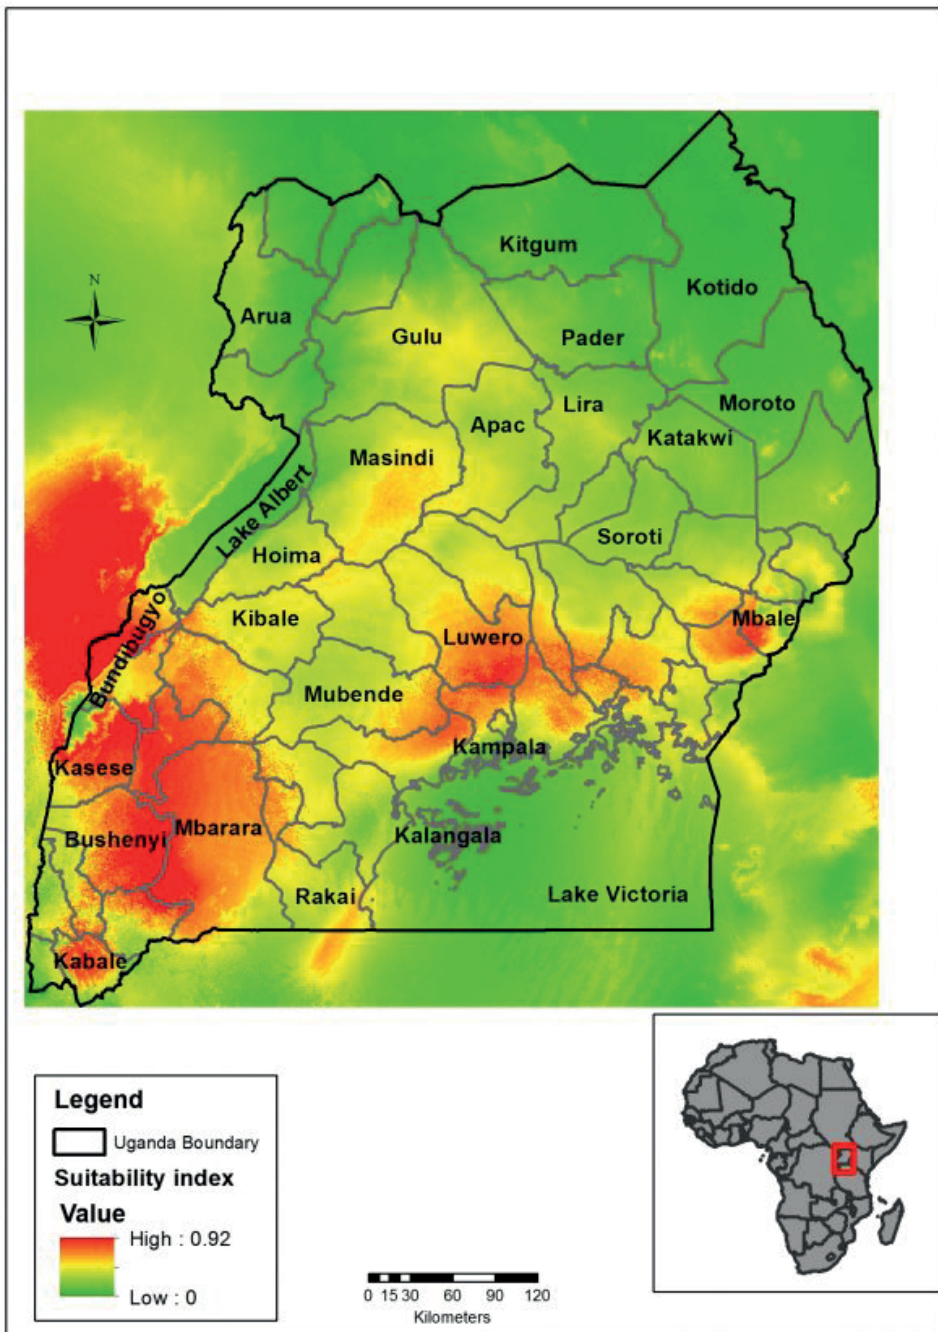 Kitgum
Kotido
N
Arua
Gulu
Pader
Lira
Moroto
Apac
Katakwi
Masindi
Lake Albert
Soroti
Hoima
Bundibugyo
Kibale
Mbale
Luwero
Mubende
Kampala
Kasese
Mbarara
Bushenyi
Kalangala
Rakai
Lake Victoria
Kabale
Legend
Uganda Boundary
Suitability index
Value
High : 0.92
Low : 0
0 15 30 60 90 120
Kilometers